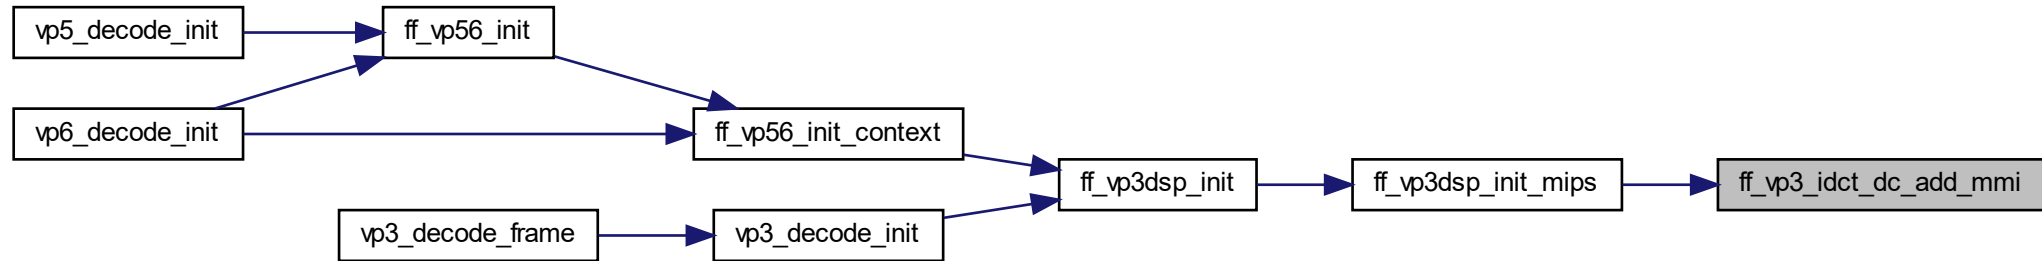 vp5_decode_init
ff_vp56_init
vp6_decode_init
ff_vp56_init_context
ff_vp3dsp_init
ff_vp3dsp_init_mips
ff_vp3_idct_dc_add_mmi
vp3_decode_frame
vp3_decode_init